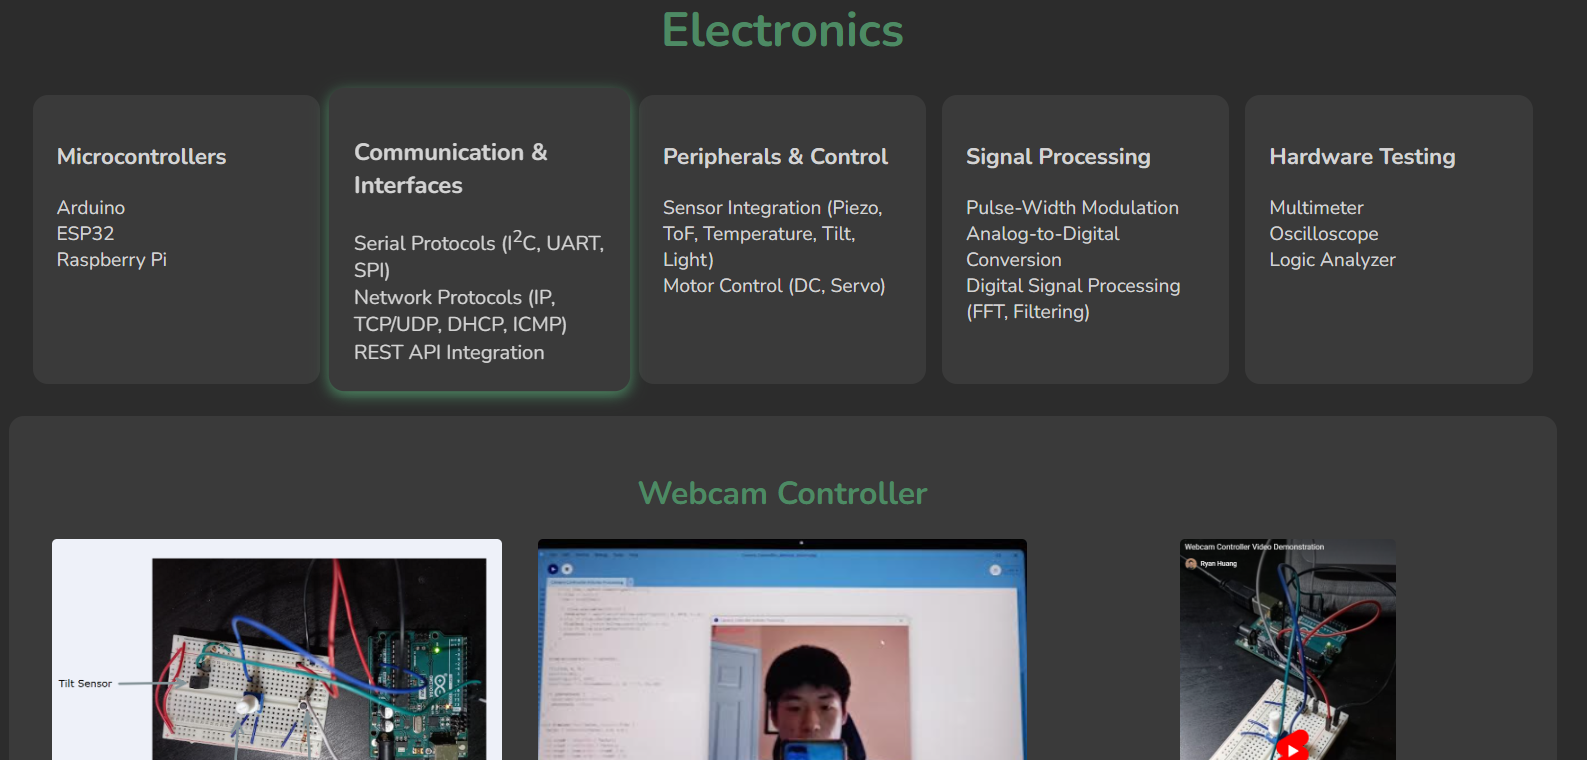 Electronics
Microcontrollers
Arduino
ESP32
Raspberry Pi
Communication &
Interfaces
Serial Protocols (I²C, UART,
SPI)
Network Protocols (IP,
TCP/UDP, DHCP, ICMP)
REST API Integration
Peripherals & Control
Sensor Integration (Piezo,
ToF, Temperature, Tilt,
Light)
Motor Control (DC, Servo)
Signal Processing
Pulse-Width Modulation
Analog-to-Digital
Conversion
Digital Signal Processing
(FFT, Filtering)
Hardware Testing
Multimeter
Oscilloscope
Logic Analyzer
Webcam Controller
Tilt Sensor
Webcam Controller Video Demonstration
Ryan Huang